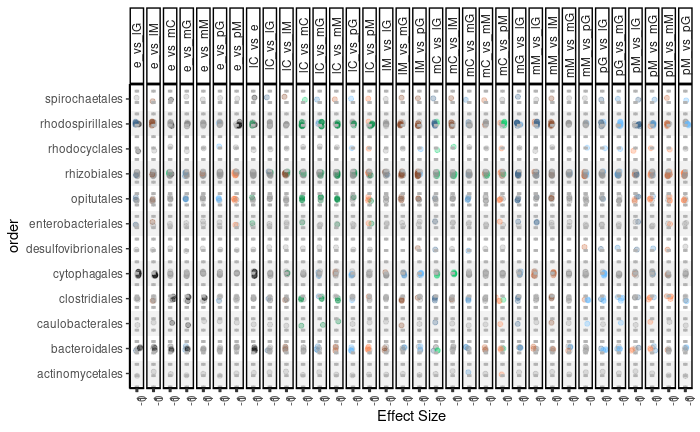 e vs lG
e vs lM
e vs mC
e vs mG
e vs mM
e vs pG
e vs pM
lC vs e
lC vs lG
lC vs lM
lC vs mC
lC vs mG
lC vs mM
lC vs pG
lC vs pM
lM vs lG
lM vs mG
lM vs pG
mC vs lG
mC vs lM
mC vs mG
mC vs mM
mC vs pM
mG vs lG
mM vs lG
mM vs lM
mM vs mG
mM vs pG
pG vs lG
pG vs mG
pM vs lG
pM vs mG
pM vs mM
pM vs pG
order
spirochaetales
rhodospirillales
rhodocyclales
rhizobiales
opitutales
enterobacteriales
desulfovibrionales
cytophagales
clostridiales
caulobacterales
bacteroidales
actinomycetales
Effect Size